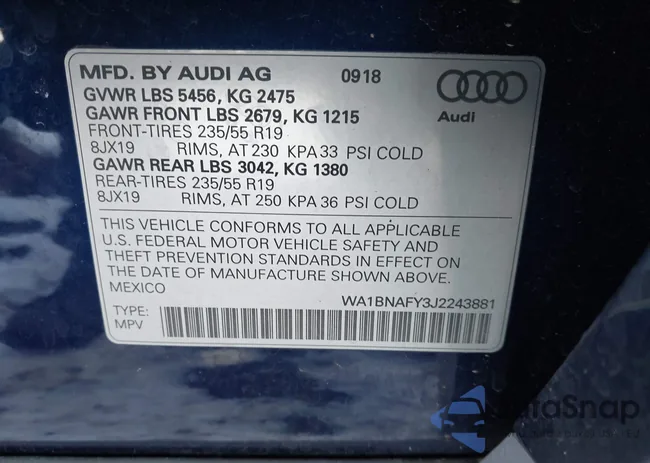 MFD. BY AUDI AG 0918
GVWR LBS 5456, KG 2475
GAWR FRONT LBS 2679, KG 1215
FRONT-TIRES 235/55 R19
8JX19 RIMS, AT 230 KPA 33 PSI COLD
GAWR REAR LBS 3042, KG 1380
REAR-TIRES 235/55 R19
8JX19 RIMS, AT 250 KPA 36 PSI COLD
Audi
THIS VEHICLE CONFORMS TO ALL APPLICABLE
U.S. FEDERAL MOTOR VEHICLE SAFETY AND
THEFT PREVENTION STANDARDS IN EFFECT ON
THE DATE OF MANUFACTURE SHOWN ABOVE.
MEXICO
WA1BNAFY3J2243881
TYPE:
MPV
AutoSnap